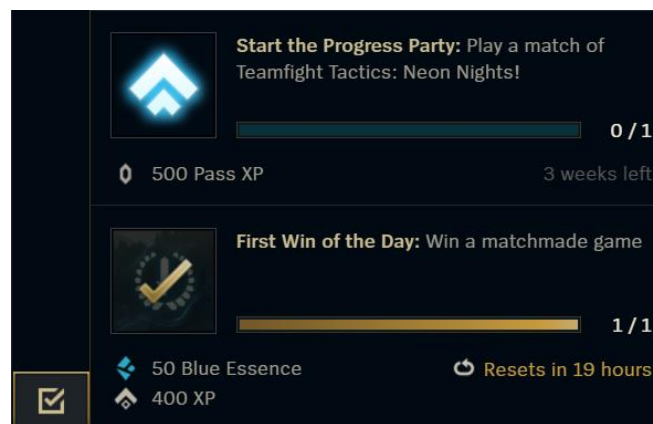 Start the Progress Party: Play a match of
Teamfight Tactics: Neon Nights!
0 / 1
500 Pass XP
3 weeks left
First Win of the Day: Win a matchmade game
1 / 1
50 Blue Essence
Resets in 19 hours
400 XP